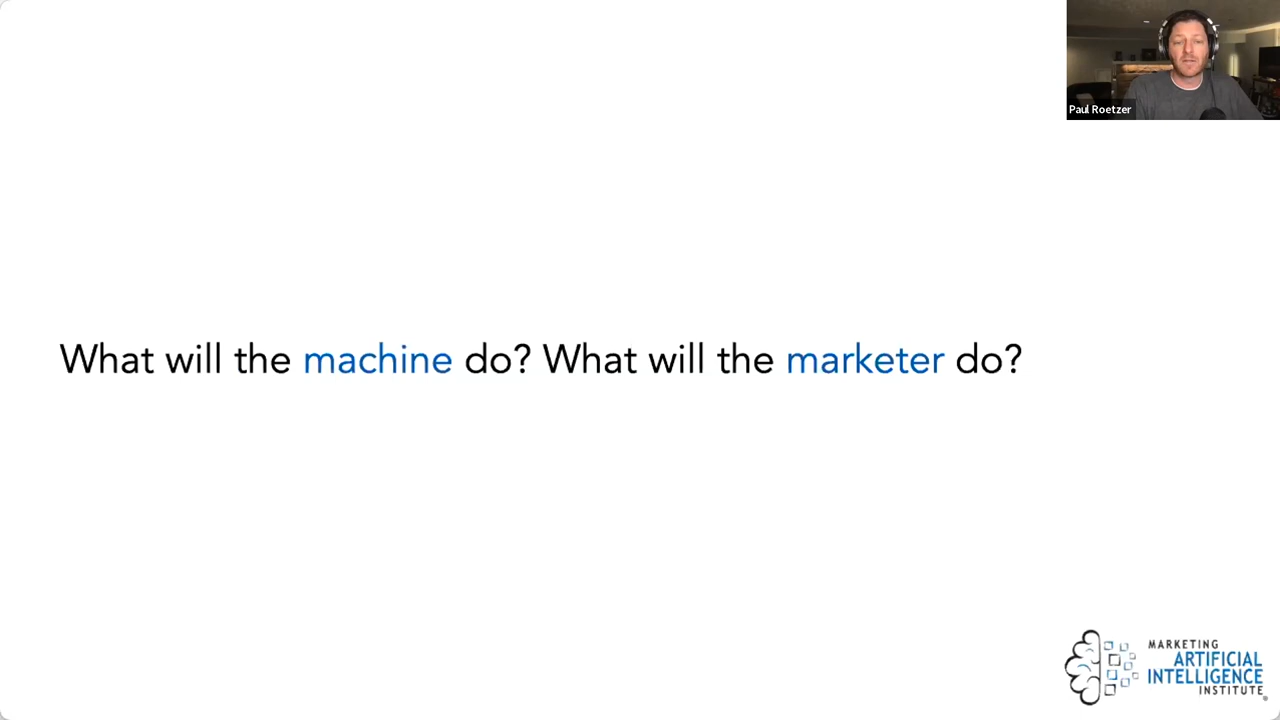 Paul Roetzer
What will the machine do? What will the marketer do?
MARKETING
ARTIFICIAL
INTELLIGENCE
INSTITUTE®